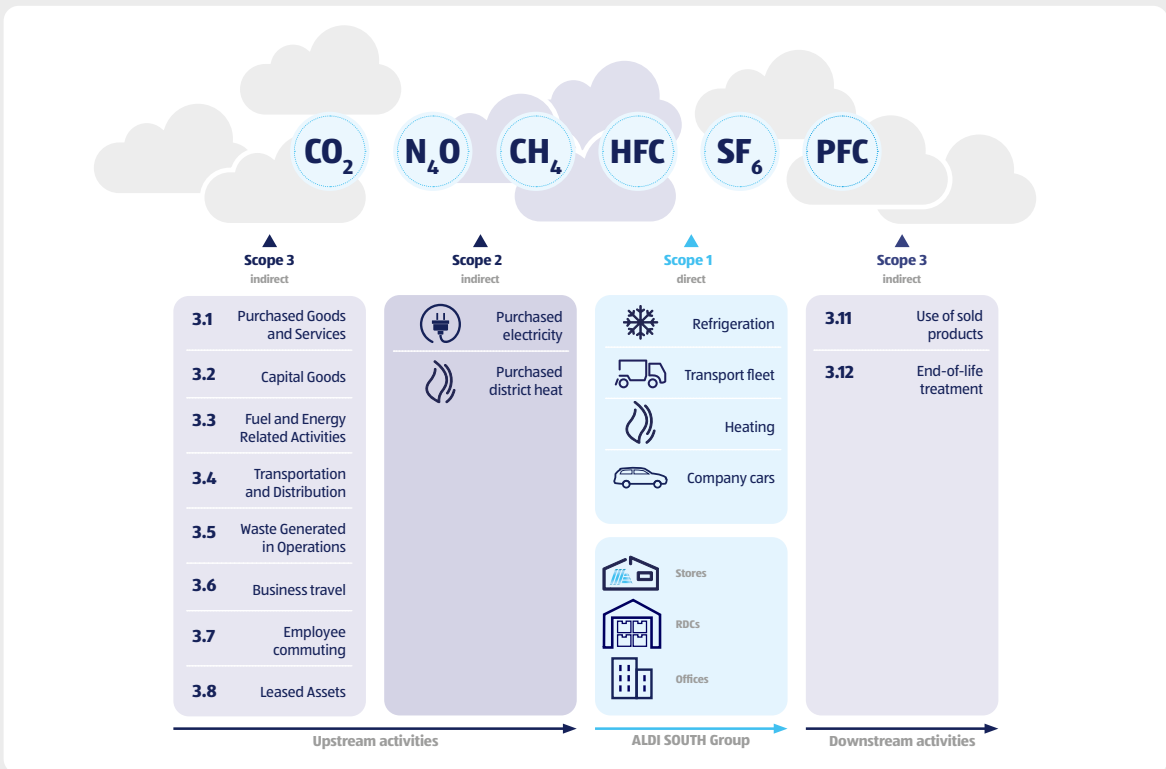 CO2
N4O
CH4
HFC
SF6
PFC
Scope 3
indirect
3.1 Purchased Goods
and Services
3.2 Capital Goods
3.3 Fuel and Energy
Related Activities
3.4 Transportation
and Distribution
3.5 Waste Generated
in Operations
3.6 Business travel
3.7 Employee
commuting
3.8 Leased Assets
Scope 2
indirect
Purchased
electricity
Purchased
district heat
Upstream activities
Scope 1
direct
Refrigeration
Transport fleet
Heating
Company cars
Stores
RDCs
Offices
ALDI SOUTH Group
Scope 3
indirect
3.11 Use of sold
products
3.12 End-of-life
treatment
Downstream activities